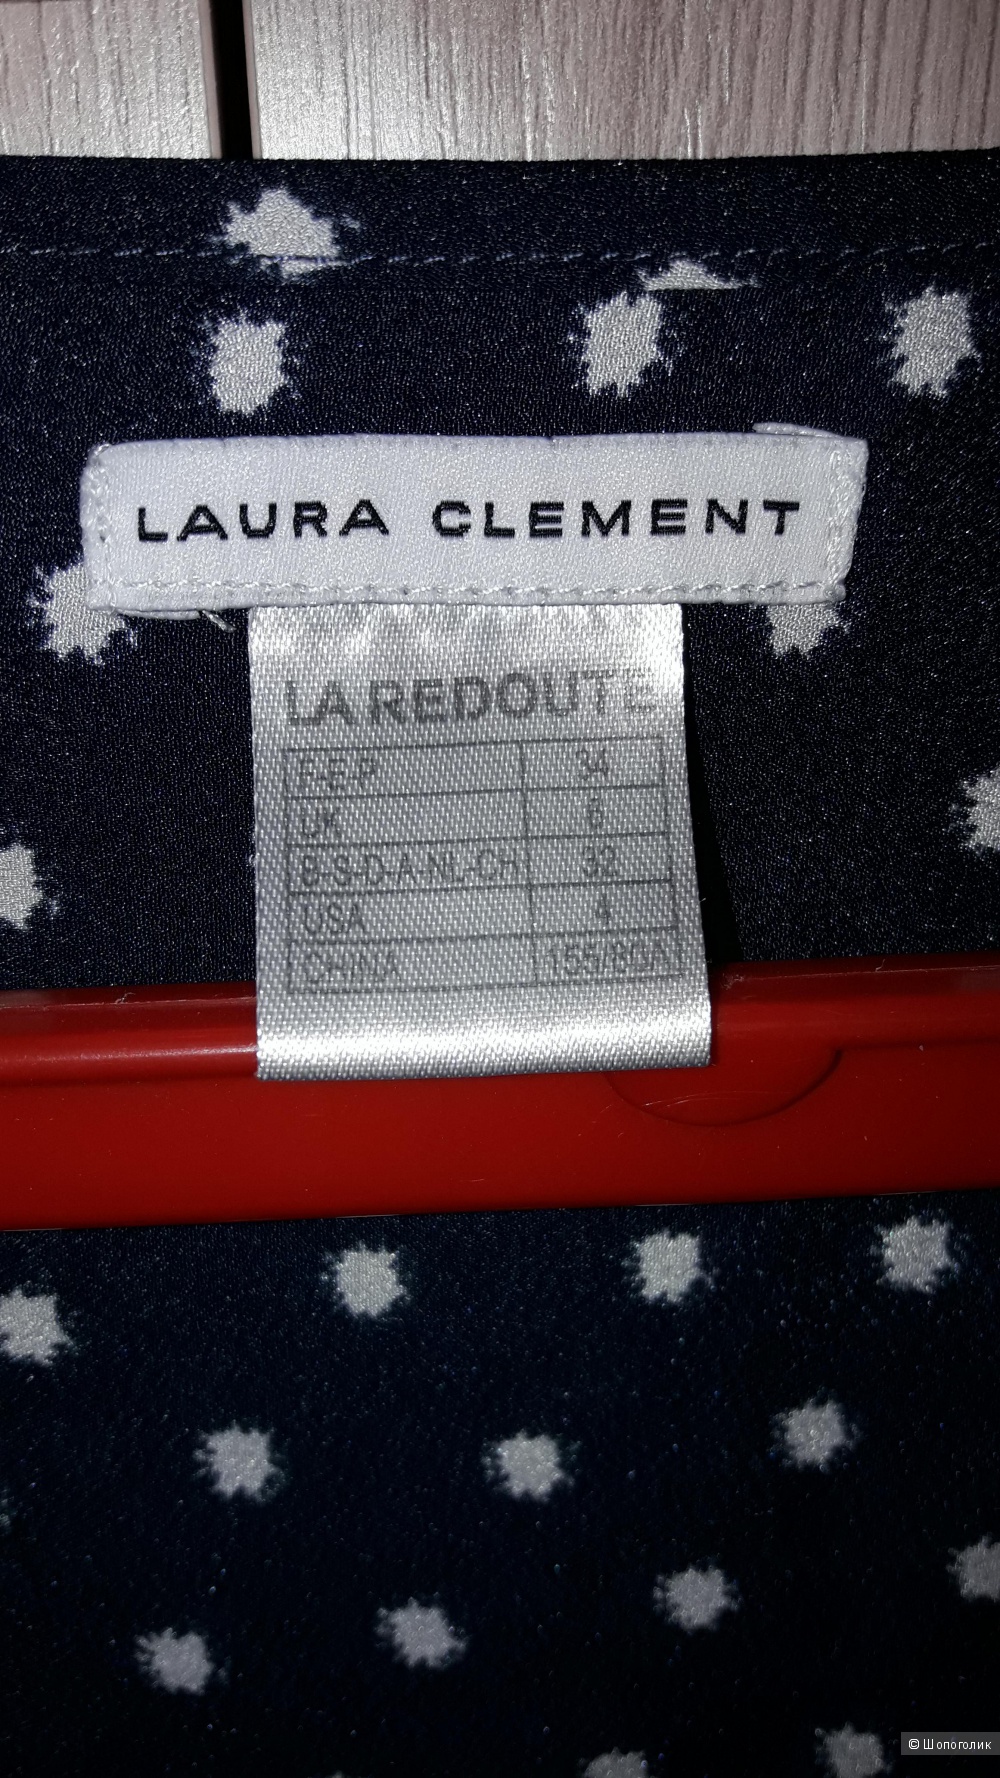 LAURA CLEMENT
LA REDOUTE
F-E-P 34
UK 6
B-S-D-A-NL-CH 32
USA 4
CHINA 155/80A
© Шопоголик